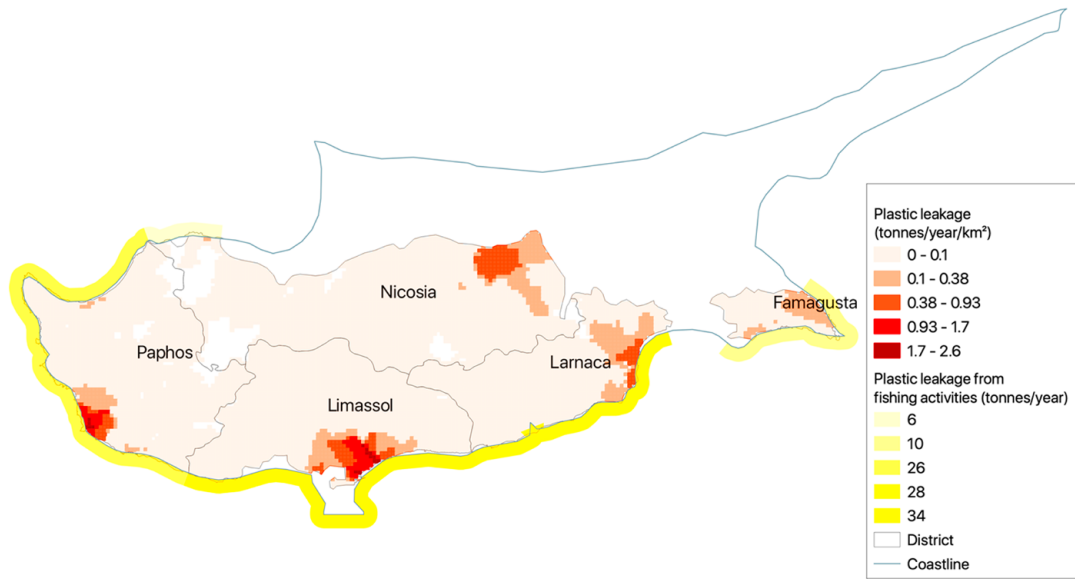 Nicosia
Famagusta
Paphos
Larnaca
Limassol
Plastic leakage
(tonnes/year/km²)
0 - 0.1
0.1 - 0.38
0.38 - 0.93
0.93 - 1.7
1.7 - 2.6
Plastic leakage from
fishing activities (tonnes/year)
6
10
26
28
34
District
Coastline